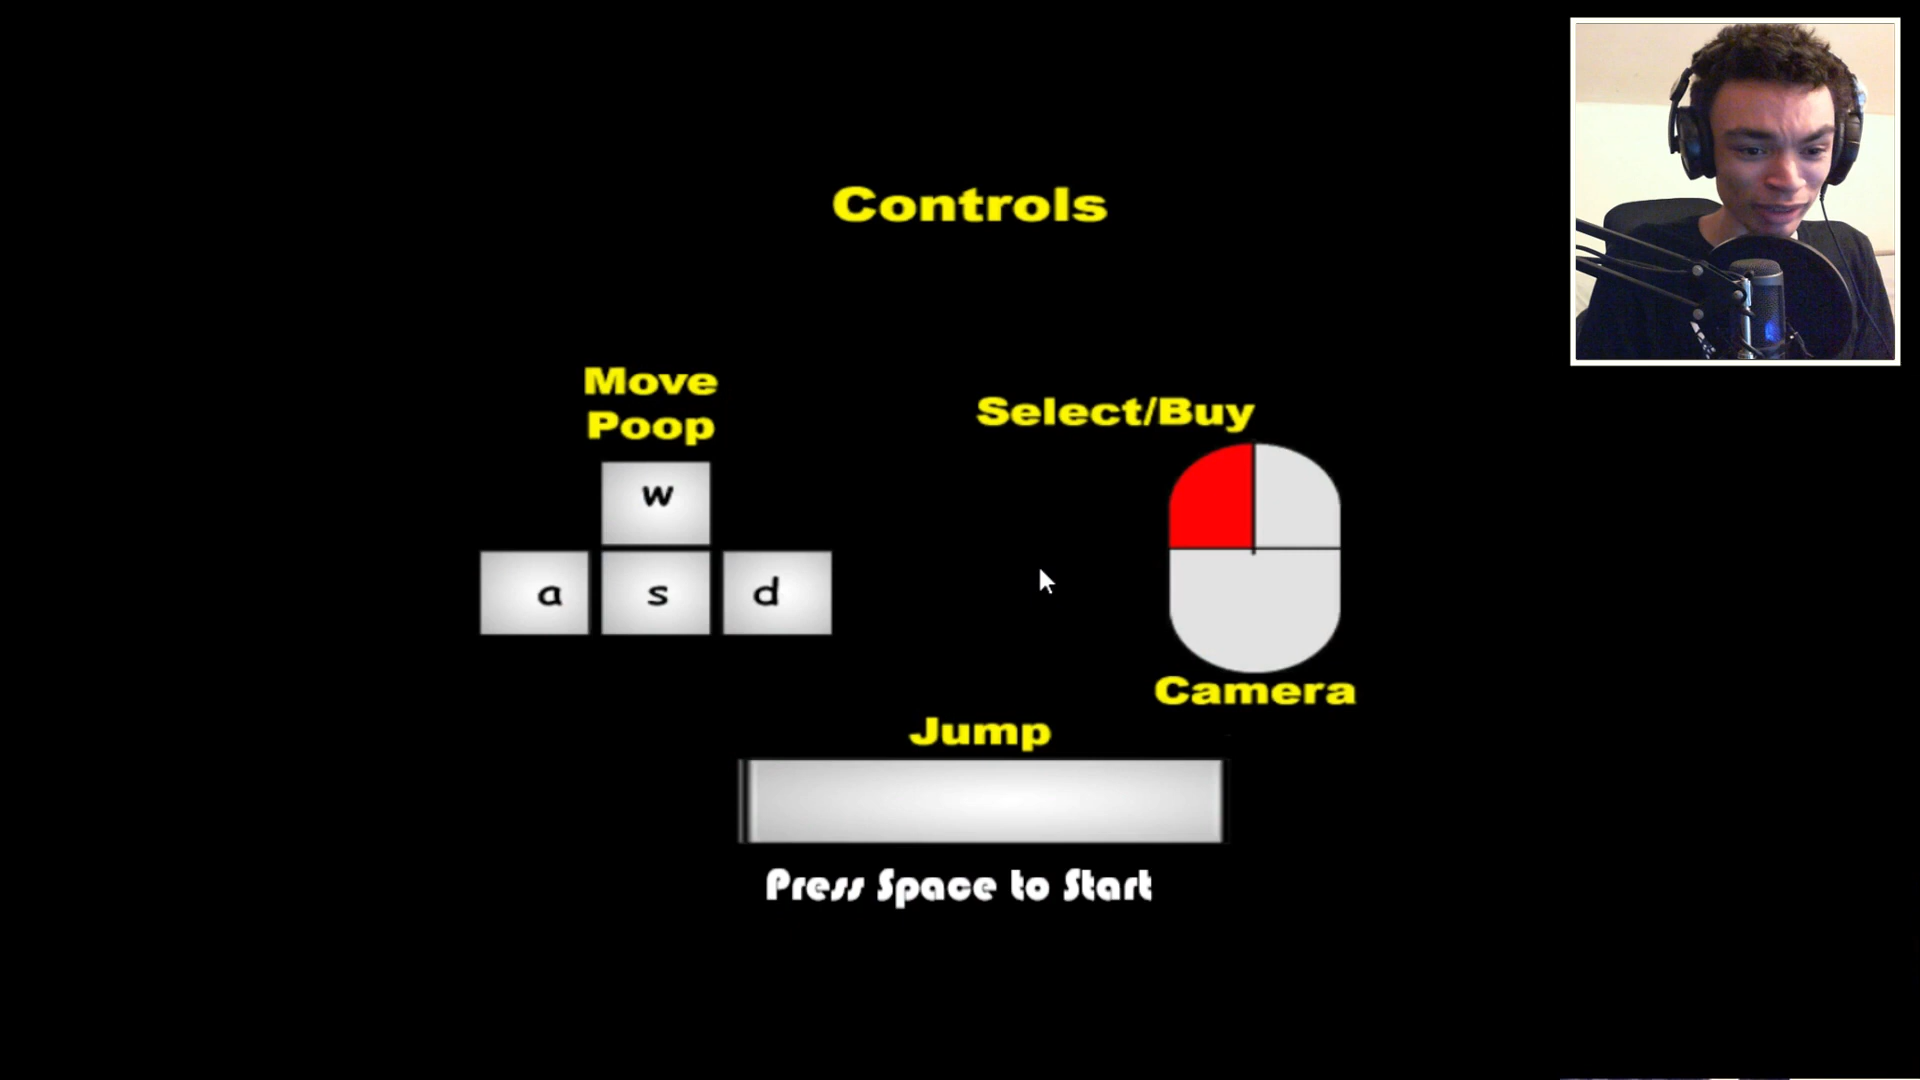 Controls
Move
Poop
Select/Buy
w
a s d
Camera
Jump
Press Space to Start